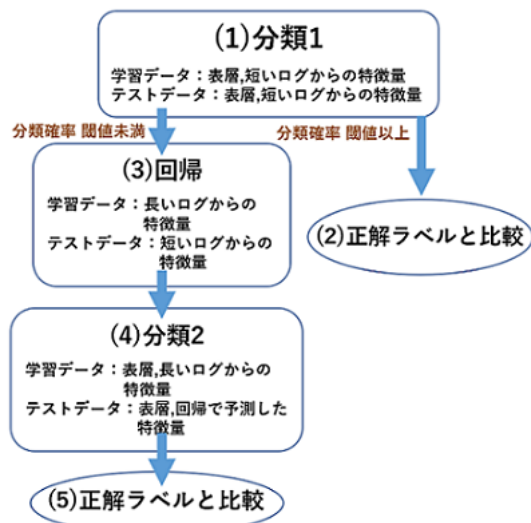 (1)分類1
学習データ：表層,短いログからの特徴量
テストデータ：表層,短いログからの特徴量
分類確率 閾値未満
分類確率 閾値以上
(3)回帰
学習データ：長いログからの
特徴量
テストデータ：短いログからの
特徴量
(2)正解ラベルと比較
(4)分類2
学習データ：表層,長いログからの
特徴量
テストデータ：表層,回帰で予測した
特徴量
(5)正解ラベルと比較